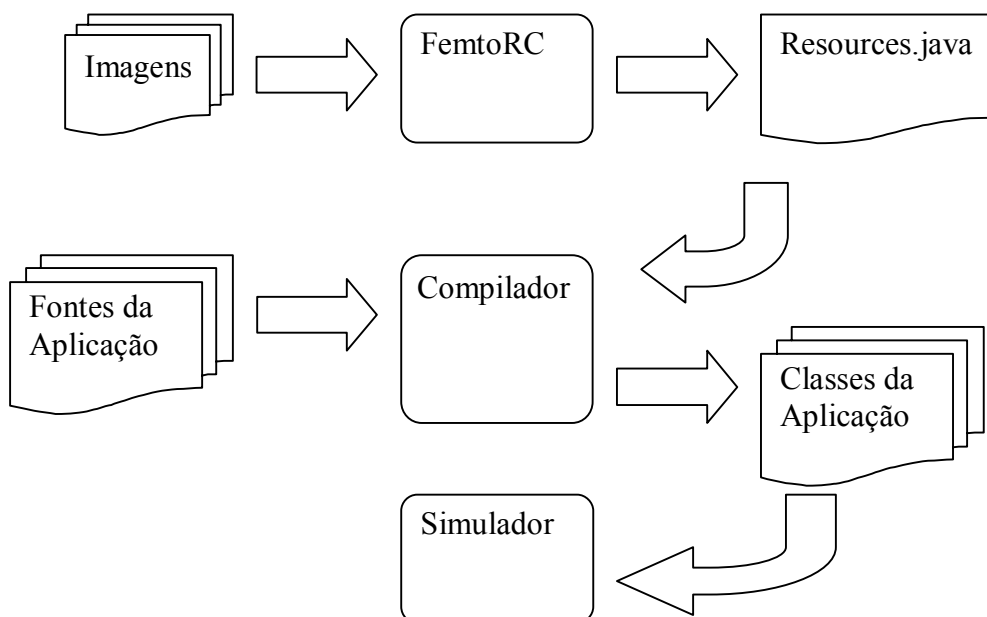 Imagens
FemtoRC
Resources.java
Fontes da
Aplicação
Compilador
Classes da
Aplicação
Simulador